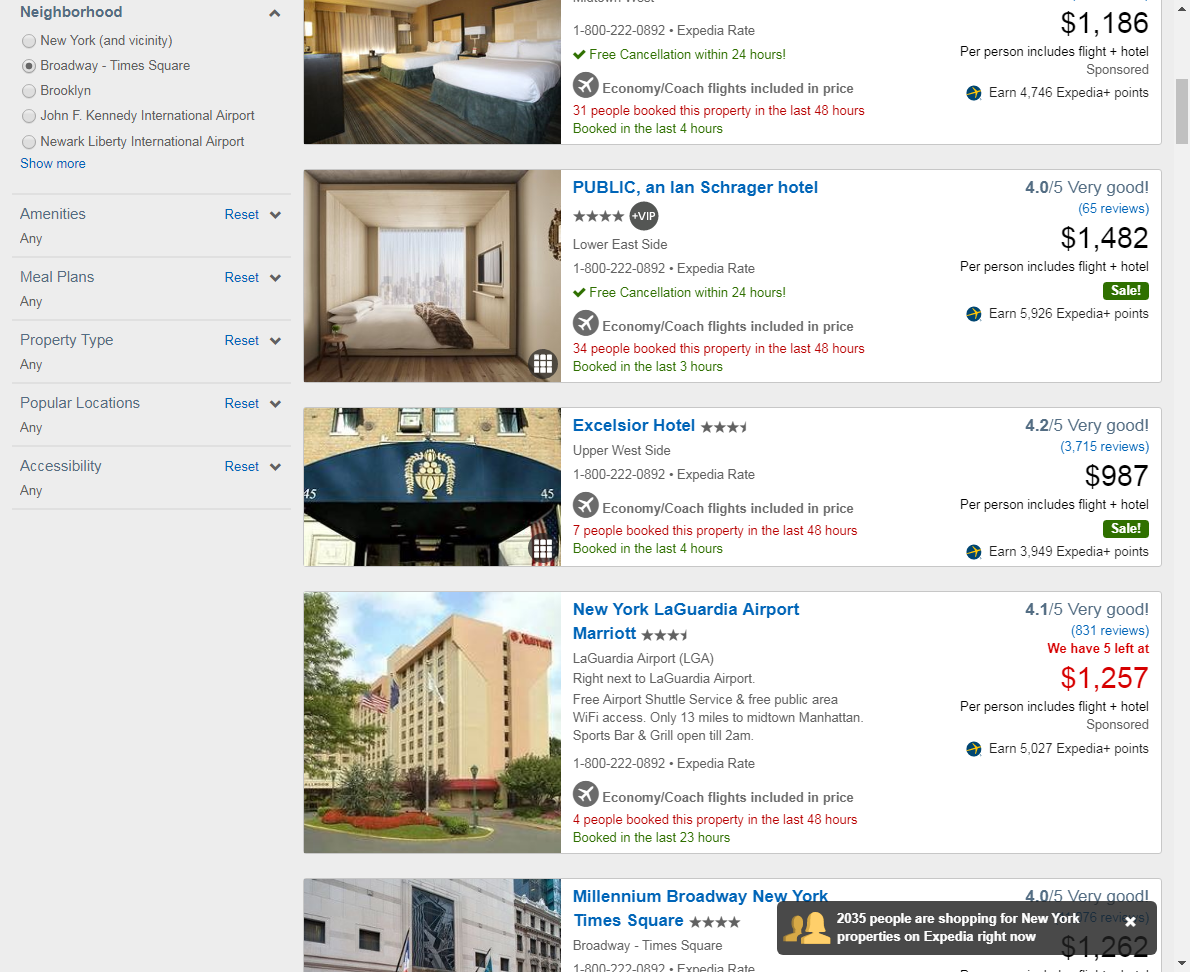 Neighborhood
New York (and vicinity)
Broadway - Times Square
Brooklyn
John F. Kennedy International Airport
Newark Liberty International Airport
Show more
Amenities Reset
Any
Meal Plans Reset
Any
Property Type Reset
Any
Popular Locations Reset
Any
Accessibility Reset
Any
1-800-222-0892 • Expedia Rate
Free Cancellation within 24 hours!
Economy/Coach flights included in price
31 people booked this property in the last 48 hours
Booked in the last 4 hours
$1,186
Per person includes flight + hotel
Sponsored
Earn 4,746 Expedia+ points
PUBLIC, an Ian Schrager hotel
+VIP
Lower East Side
1-800-222-0892 • Expedia Rate
Free Cancellation within 24 hours!
Economy/Coach flights included in price
34 people booked this property in the last 48 hours
Booked in the last 3 hours
4.0/5 Very good!
(65 reviews)
$1,482
Per person includes flight + hotel
Sale!
Earn 5,926 Expedia+ points
45
45
Excelsior Hotel
Upper West Side
1-800-222-0892 • Expedia Rate
Economy/Coach flights included in price
7 people booked this property in the last 48 hours
Booked in the last 4 hours
4.2/5 Very good!
(3,715 reviews)
$987
Per person includes flight + hotel
Sale!
Earn 3,949 Expedia+ points
Marriott
New York LaGuardia Airport
Marriott
LaGuardia Airport (LGA)
Right next to LaGuardia Airport.
Free Airport Shuttle Service & free public area
WiFi access. Only 13 miles to midtown Manhattan.
Sports Bar & Grill open till 2am.
1-800-222-0892 • Expedia Rate
Economy/Coach flights included in price
4 people booked this property in the last 48 hours
Booked in the last 23 hours
4.1/5 Very good!
(831 reviews)
We have 5 left at
$1,257
Per person includes flight + hotel
Sponsored
Earn 5,027 Expedia+ points
Millennium Broadway New York
Times Square
Broadway - Times Square
1-800-222-0892 • Expedia Rate
4.0/5 Very good!
reviews)
$1,262
2035 people are shopping for New York
properties on Expedia right now